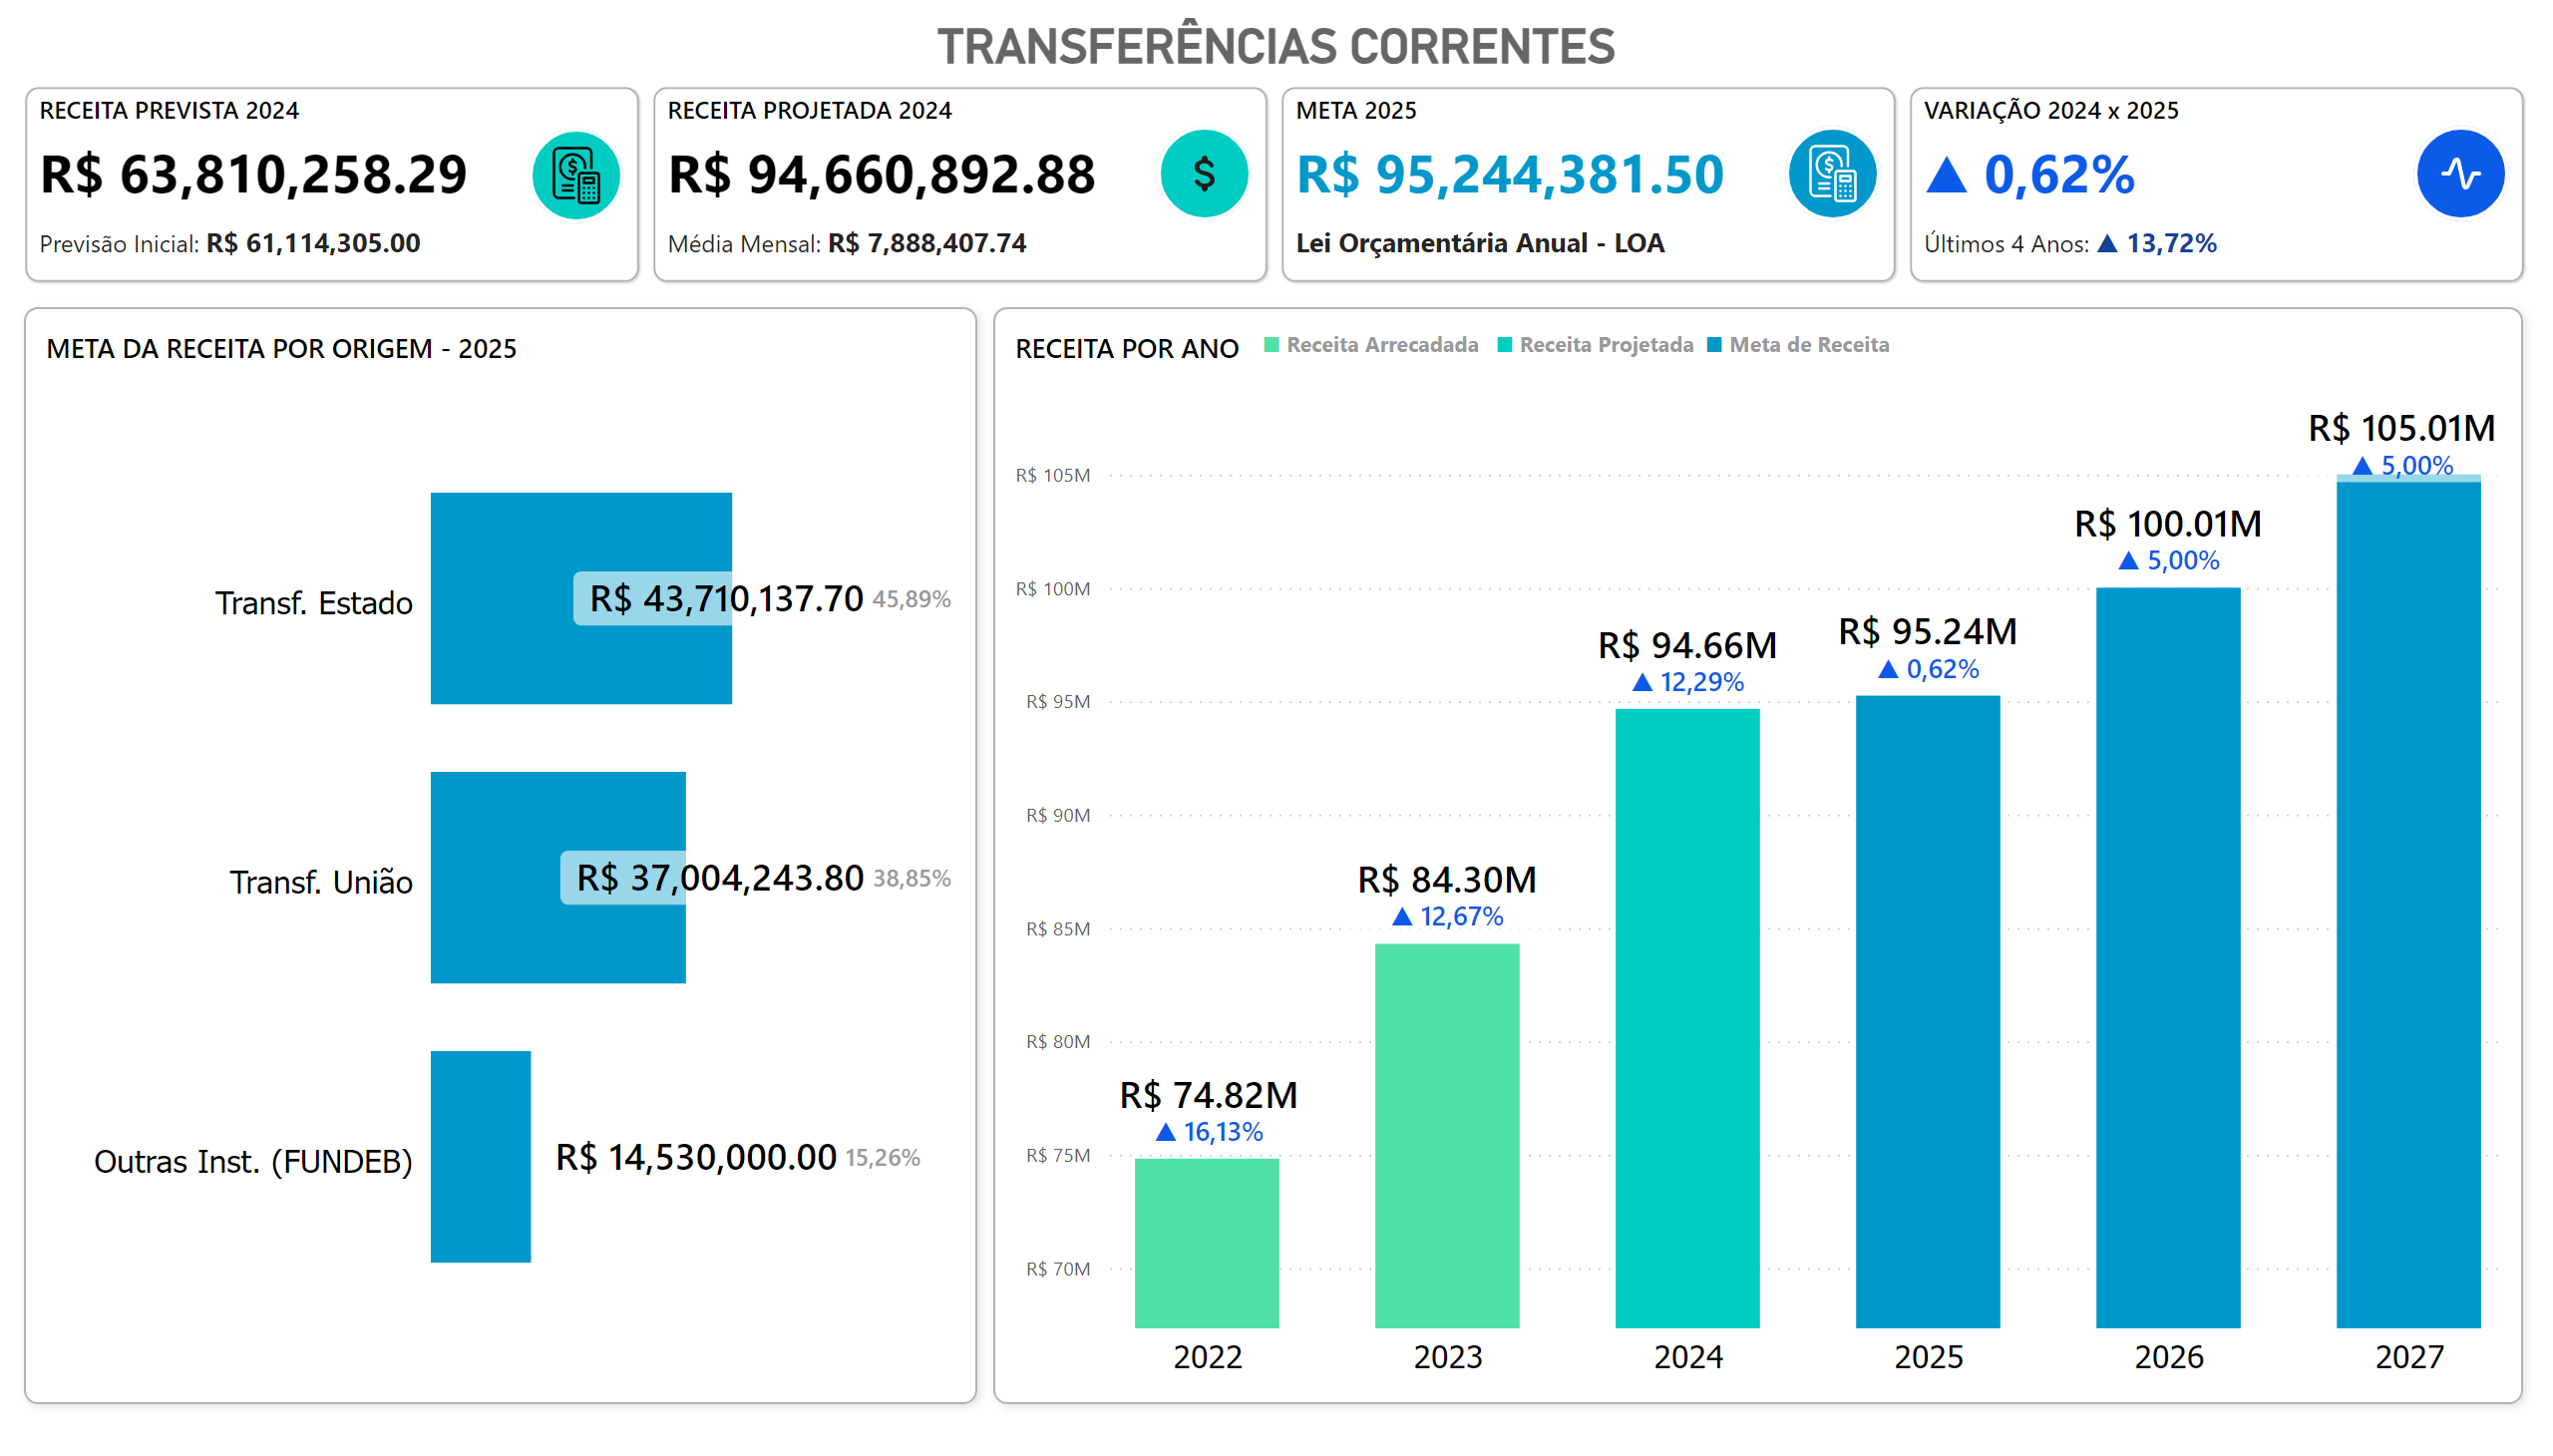 TRANSFERÊNCIAS CORRENTES
RECEITA PREVISTA 2024
R$ 63,810,258.29
Previsão Inicial: R$ 61,114,305.00
RECEITA PROJETADA 2024
R$ 94,660,892.88
Média Mensal: R$ 7,888,407.74
$
META 2025
R$ 95,244,381.50
Lei Orçamentária Anual - LOA
VARIAÇÃO 2024 x 2025
▲ 0,62%
Últimos 4 Anos: ▲ 13,72%
META DA RECEITA POR ORIGEM - 2025
Transf. Estado
R$ 43,710,137.70 45,89%
Transf. União
R$ 37,004,243.80 38,85%
Outras Inst. (FUNDEB)
R$ 14,530,000.00 15,26%
RECEITA POR ANO
Receita Arrecadada
Receita Projetada
Meta de Receita
R$ 105M
R$ 100M
R$ 95M
R$ 90M
R$ 85M
R$ 80M
R$ 75M
R$ 70M
R$ 74.82M
▲ 16,13%
R$ 84.30M
▲ 12,67%
R$ 94.66M
▲ 12,29%
R$ 95.24M
▲ 0,62%
R$ 100.01M
▲ 5,00%
R$ 105.01M
▲ 5,00%
2022
2023
2024
2025
2026
2027